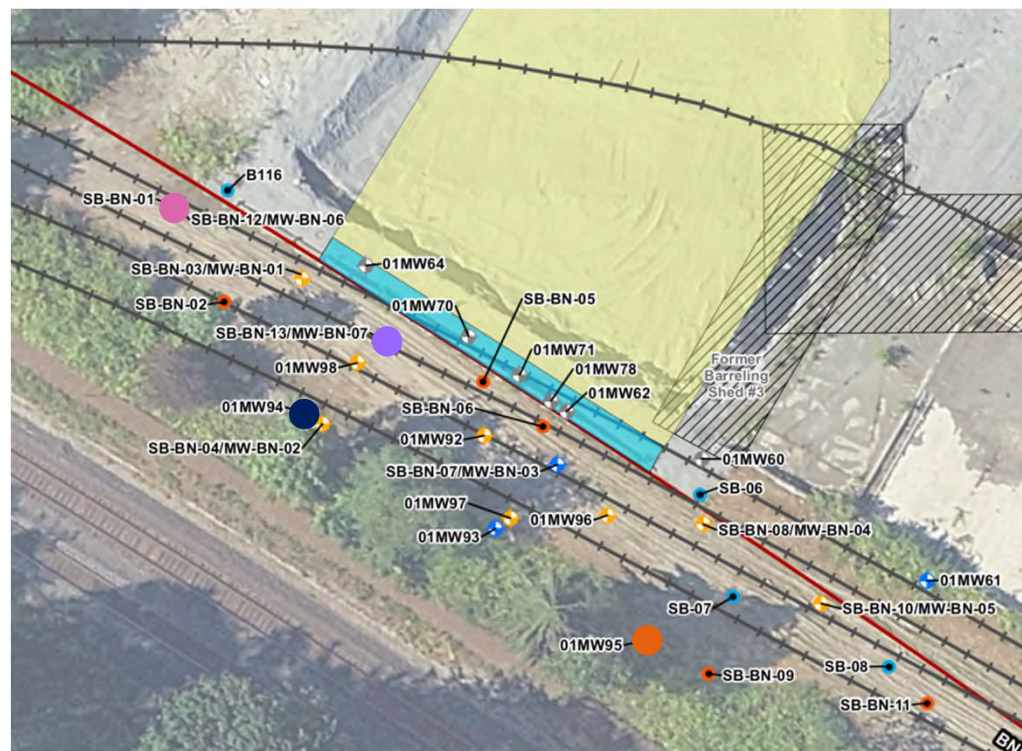 B116
SB-BN-01
SB-BN-12/MW-BN-06
01MW64
SB-BN-03/MW-BN-01
SB-BN-02
01MW70
SB-BN-05
SB-BN-13/MW-BN-07
01MW71
01MW98
01MW78
Former
Barreling
Shed #3
01MW62
01MW94
SB-BN-06
SB-BN-04/MW-BN-02
01MW92
01MW60
SB-BN-07/MW-BN-03
SB-06
01MW97
01MW96
SB-BN-08/MW-BN-04
01MW93
01MW61
SB-07
SB-BN-10/MW-BN-05
01MW95
SB-08
SB-BN-09
SB-BN-11
BN